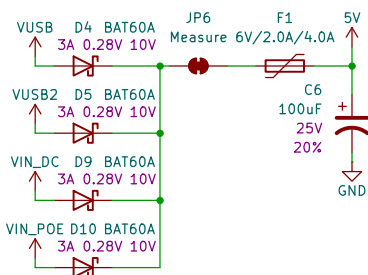 VUSB D4 BAT60A
3A 0.28V 10V
JP6
Measure
F1
6V/2.0A/4.0A
5V
VUSB2 D5 BAT60A
3A 0.28V 10V
C6
100uF
25V
20%
+
GND
VIN_DC D9 BAT60A
3A 0.28V 10V
VIN_POE D10 BAT60A
3A 0.28V 10V